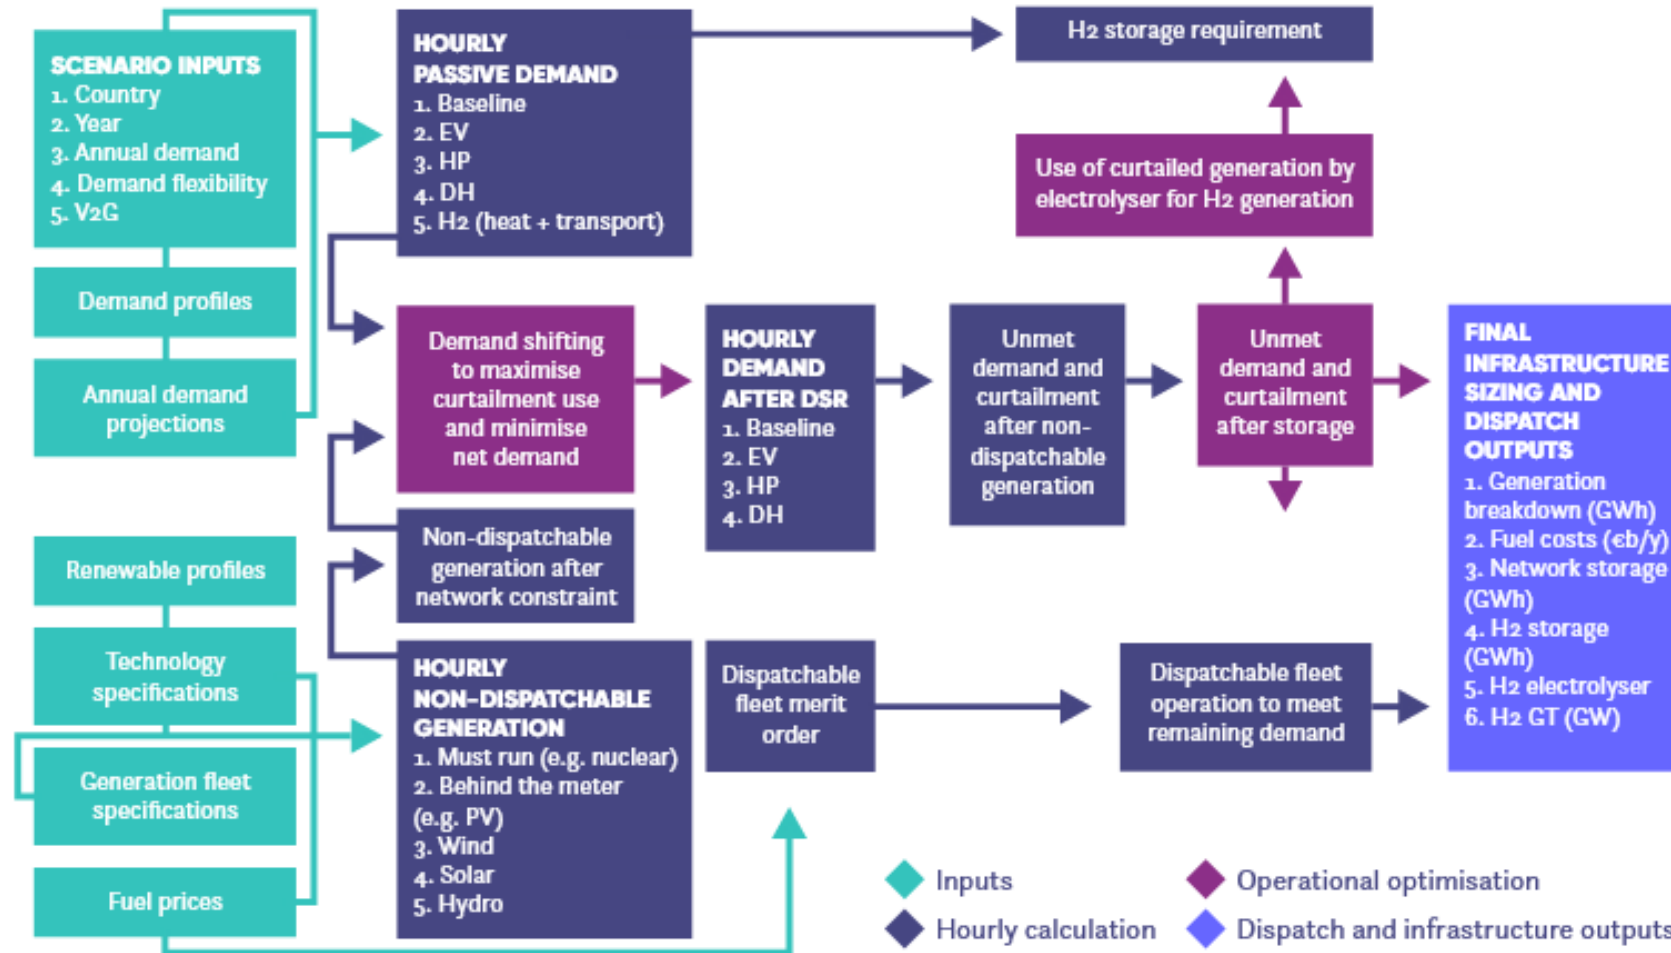 SCENARIO INPUTS
1. Country
2. Year
3. Annual demand
4. Demand flexibility
5. V2G
Demand profiles
Annual demand
projections
Renewable profiles
Technology
specifications
Generation fleet
specifications
Fuel prices
HOURLY
PASSIVE DEMAND
1. Baseline
2. EV
3. HP
4. DH
5. H2 (heat + transport)
Demand shifting
to maximise
curtailment use
and minimise
net demand
Non-dispatchable
generation after
network constraint
HOURLY
NON-DISPATCHABLE
GENERATION
1. Must run (e.g. nuclear)
2. Behind the meter
(e.g. PV)
3. Wind
4. Solar
5. Hydro
HOURLY
DEMAND
AFTER DSR
1. Baseline
2. EV
3. HP
4. DH
Dispatchable
fleet merit
order
Unmet
demand and
curtailment
after non-
dispatchable
generation
H2 storage requirement
Use of curtailed generation by
electrolyser for H2 generation
Unmet
demand and
curtailment
after storage
Dispatchable fleet
operation to meet
remaining demand
FINAL
INFRASTRUCTURE
SIZING AND
DISPATCH
OUTPUTS
1. Generation
breakdown (GWh)
2. Fuel costs (€b/y)
3. Network storage
(GWh)
4. H2 storage
(GWh)
5. H2 electrolyser
6. H2 GT (GW)
Inputs
Operational optimisation
Hourly calculation
Dispatch and infrastructure outputs